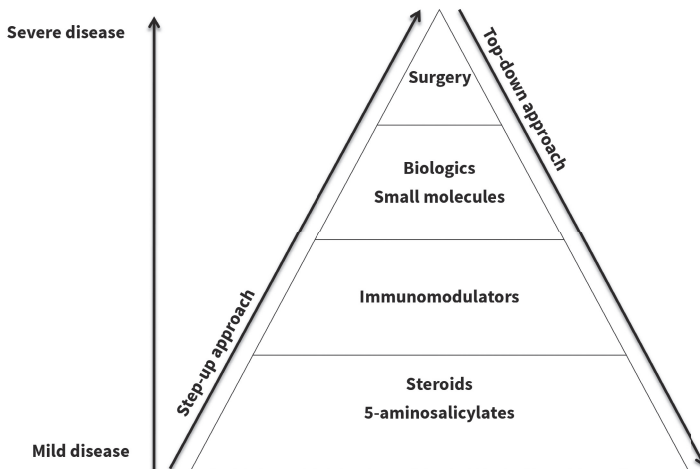 Severe disease
Surgery
Top-down approach
Biologics
Small molecules
Immunomodulators
Step-up approach
Steroids
5-aminosalicylates
Mild disease